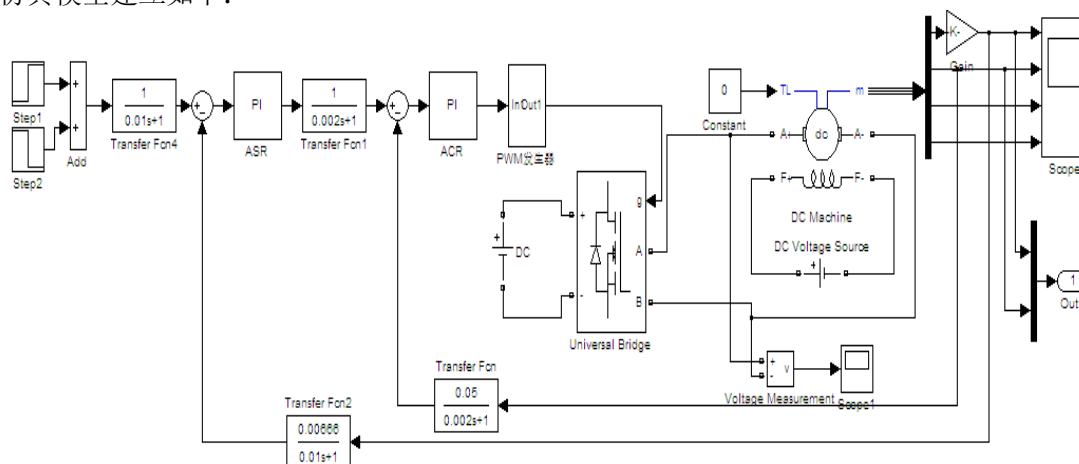 Step1
Step2
+
+
Add
1
0.01s+1
Transfer Fcn4
+
-
PI
ASR
1
0.002s+1
Transfer Fcn1
+
-
PI
ACR
In Out1
PWM发生器
0
Constant
TL
m
A+
dc
A-
F+
F-
DC Machine
DC Voltage Source
+
K-
Gain
Scope
1
Out
+
DC
+
-
g
A
B
Universal Bridge
+
-
v
Voltage Measurement
Scope1
Transfer Fcn
0.05
0.002s+1
Transfer Fcn2
0.00666
0.01s+1